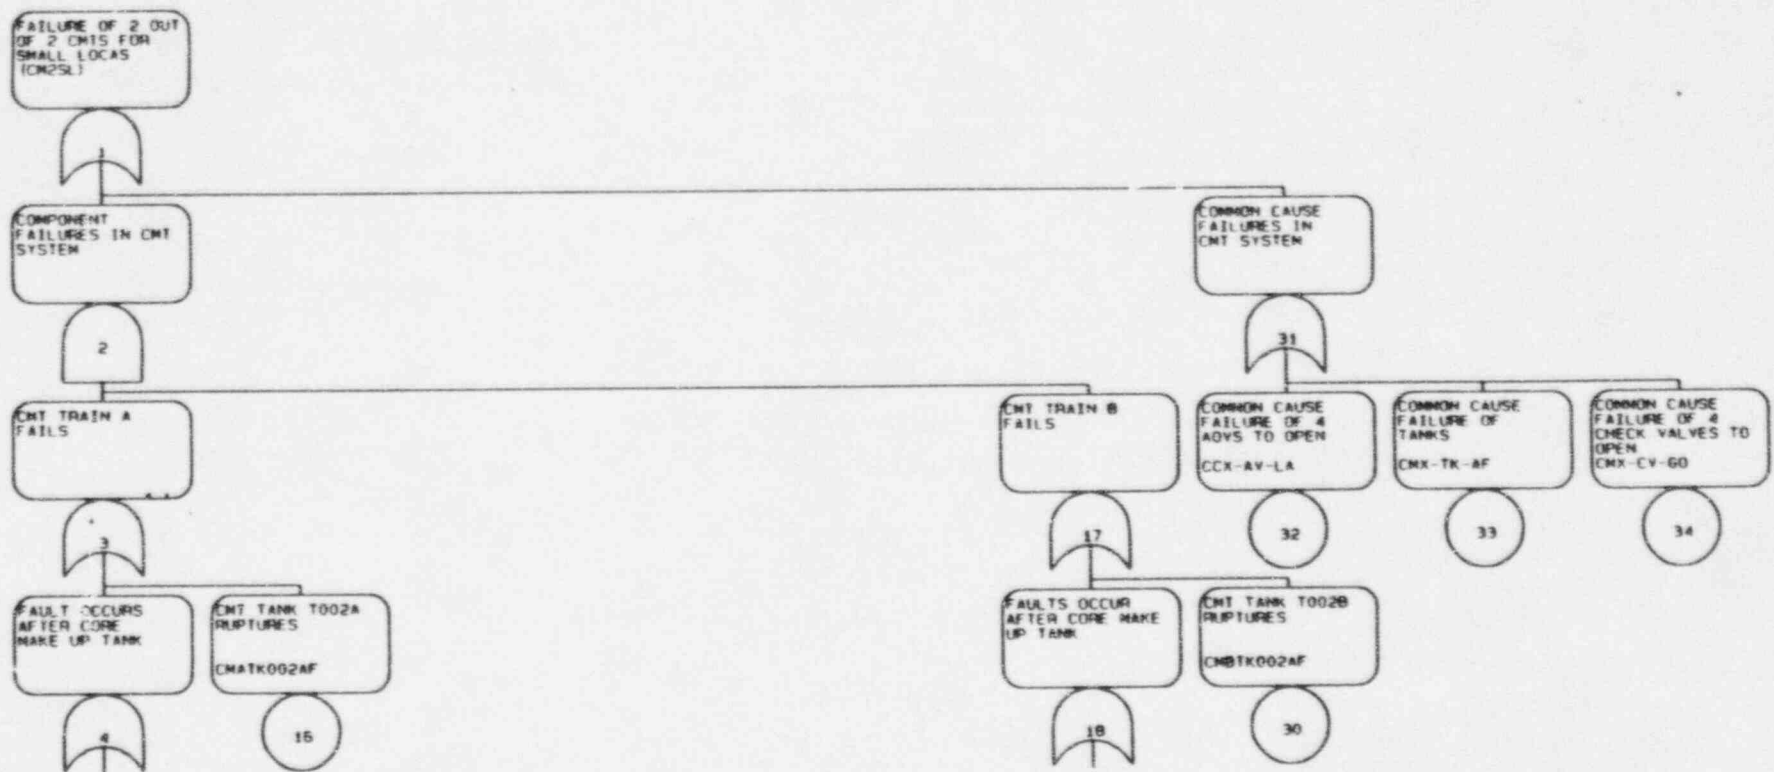 FAILURE OF 2 OUT
OF 2 CMTS FOR
SMALL LOCAS
(CM2SL)
1
COMPONENT
FAILURES IN CMT
SYSTEM
COMMON CAUSE
FAILURES IN
CMT SYSTEM
2
31
CMT TRAIN A
FAILS
CMT TRAIN B
FAILS
COMMON CAUSE
FAILURE OF 4
AOVS TO OPEN
CCX-AV-LA
COMMON CAUSE
FAILURE OF
TANKS
CMX-TK-AF
COMMON CAUSE
FAILURE OF 4
CHECK VALVES TO
OPEN
CMX-CV-GO
3
17
32
33
34
FAULT OCCURS
AFTER CORE
MAKE UP TANK
CMT TANK T002A
RUPTURES
CMATK002AF
FAULTS OCCUR
AFTER CORE MAKE
UP TANK
CMT TANK T002B
RUPTURES
CMBTK002AF
4
15
18
30